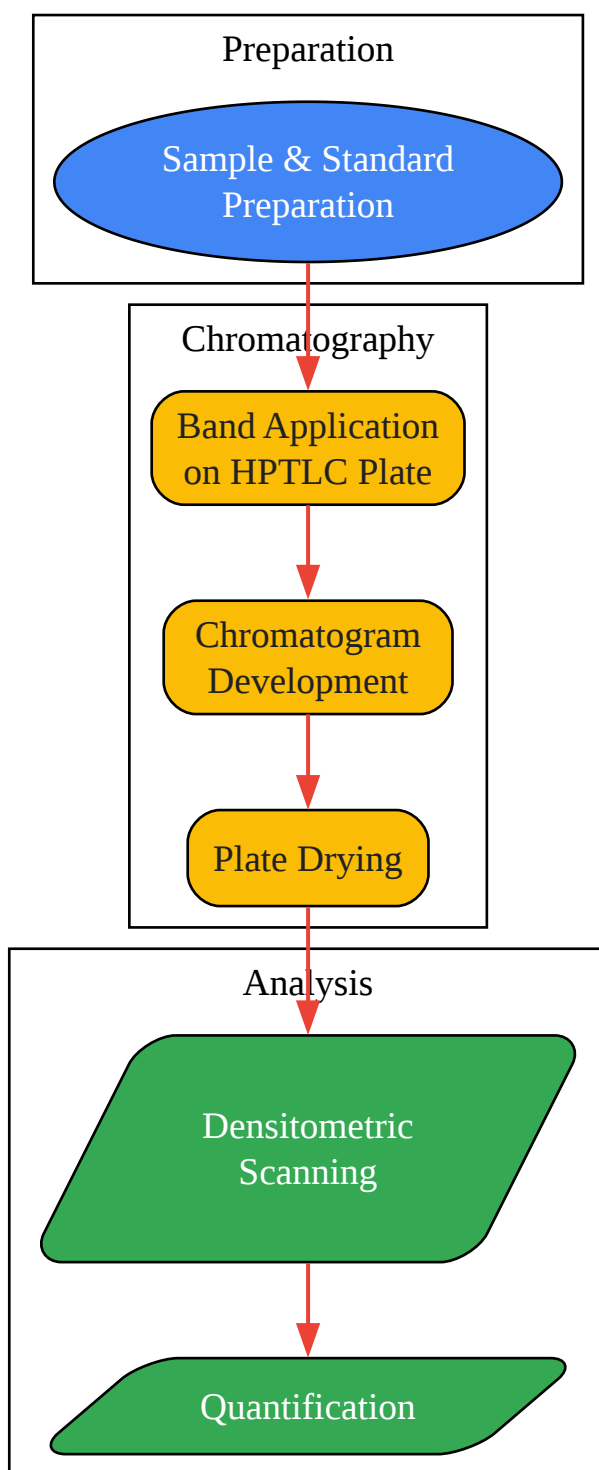 Preparation
Sample & Standard
Preparation
Chromatography
Band Application
on HPTLC Plate
Chromatogram
Development
Plate Drying
Analysis
Densitometric
Scanning
Quantification